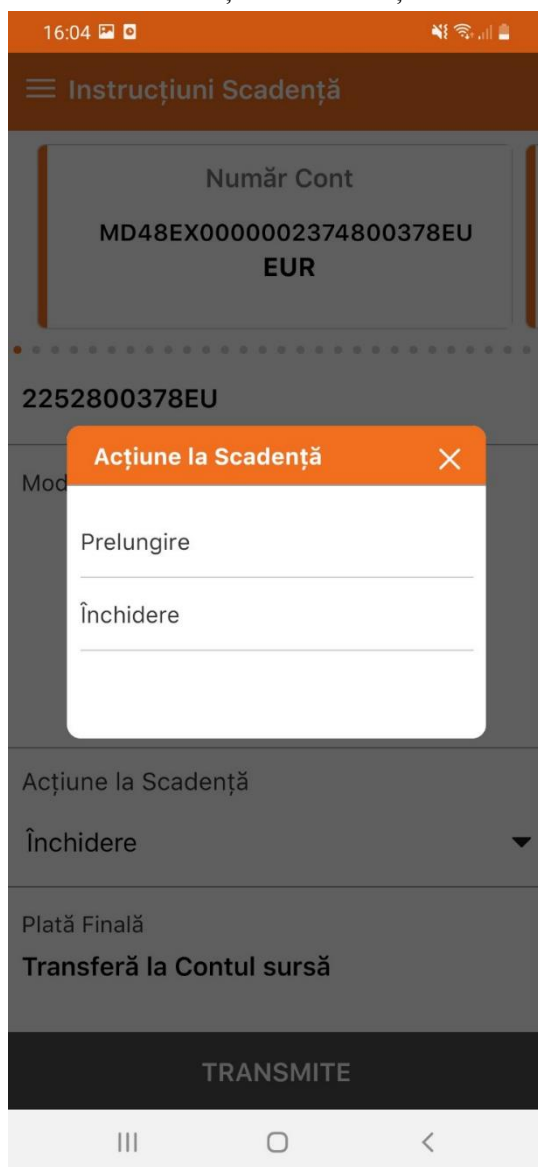 16:04
Instrucțiuni Scadență
Număr Cont
MD48EX0000002374800378EU
EUR
2252800378EU
Acțiune la Scadență
Mod
Prelungire
Închidere
Acțiune la Scadență
Închidere
Plată Finală
Transferă la Contul sursă
TRANSMITE